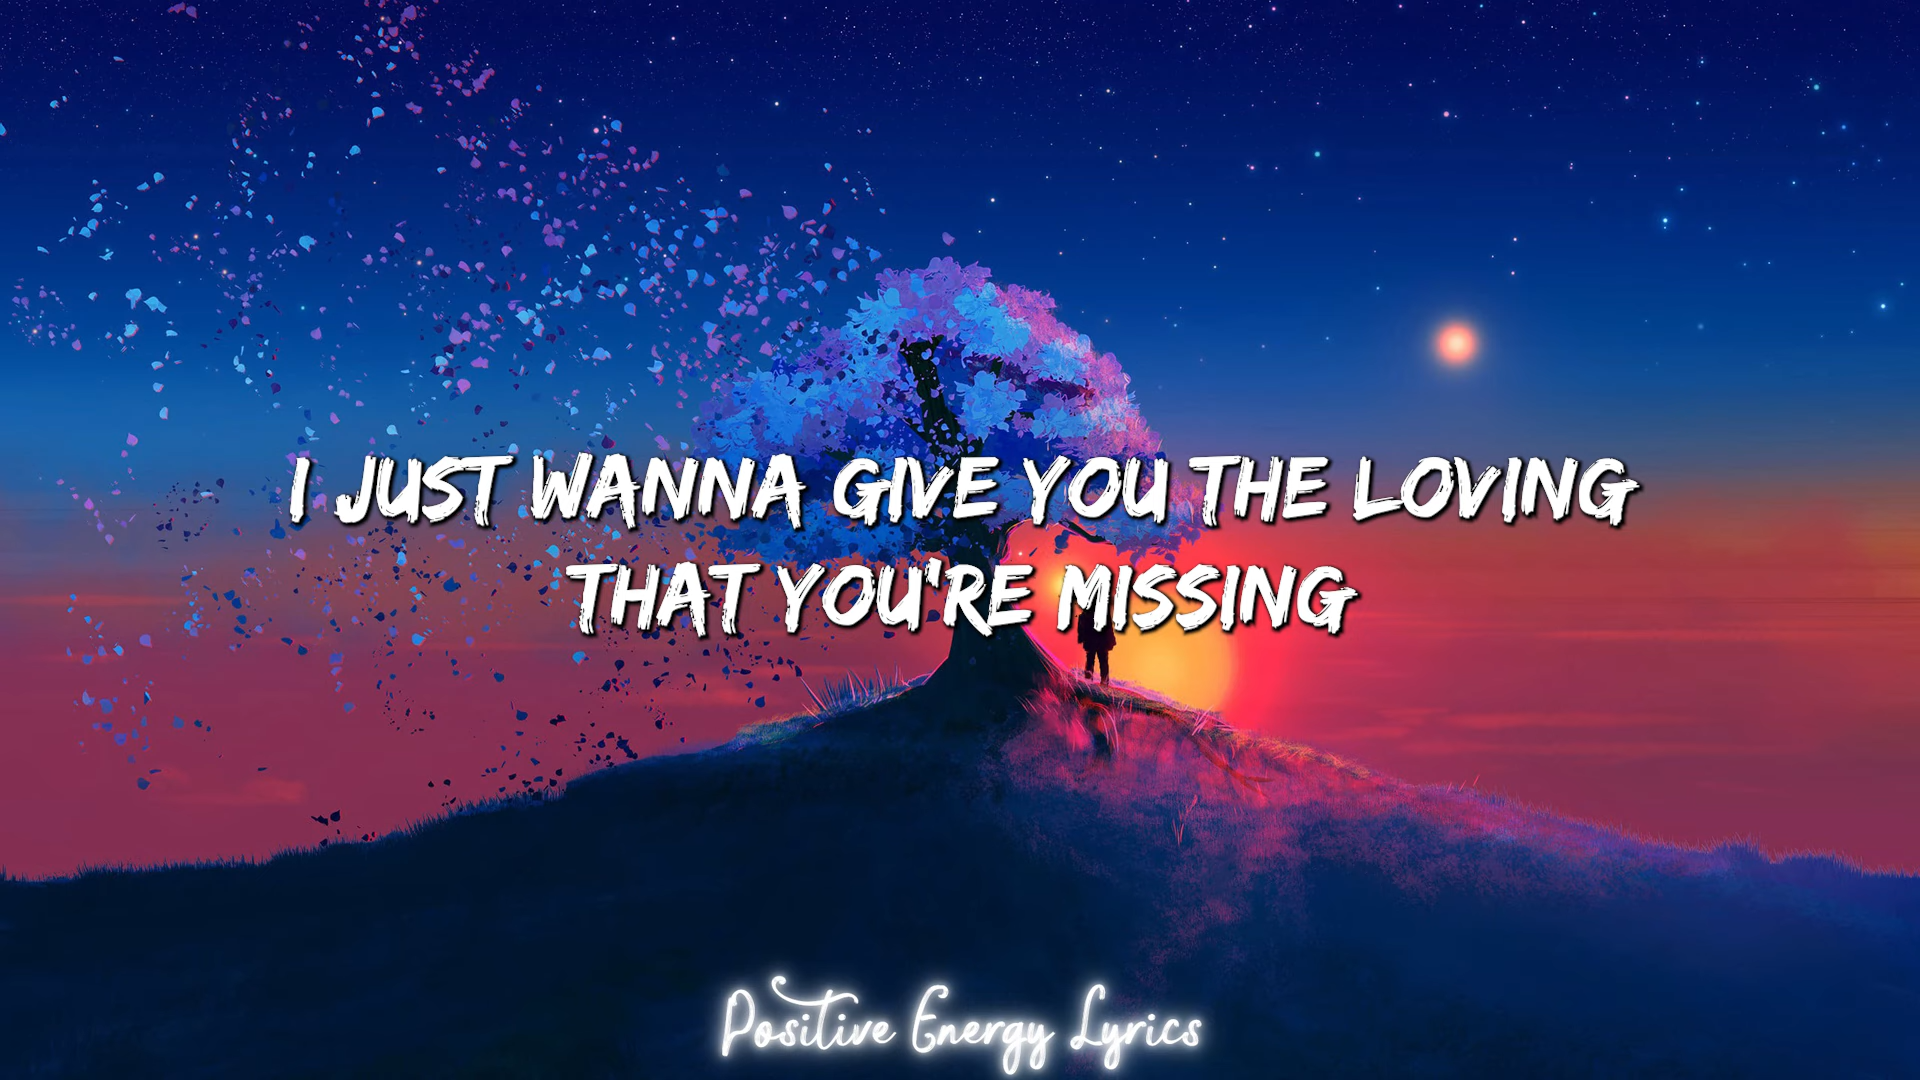 I JUST WANNA GIVE YOU THE LOVING
THAT YOU'RE MISSING
Positive Energy Lyrics